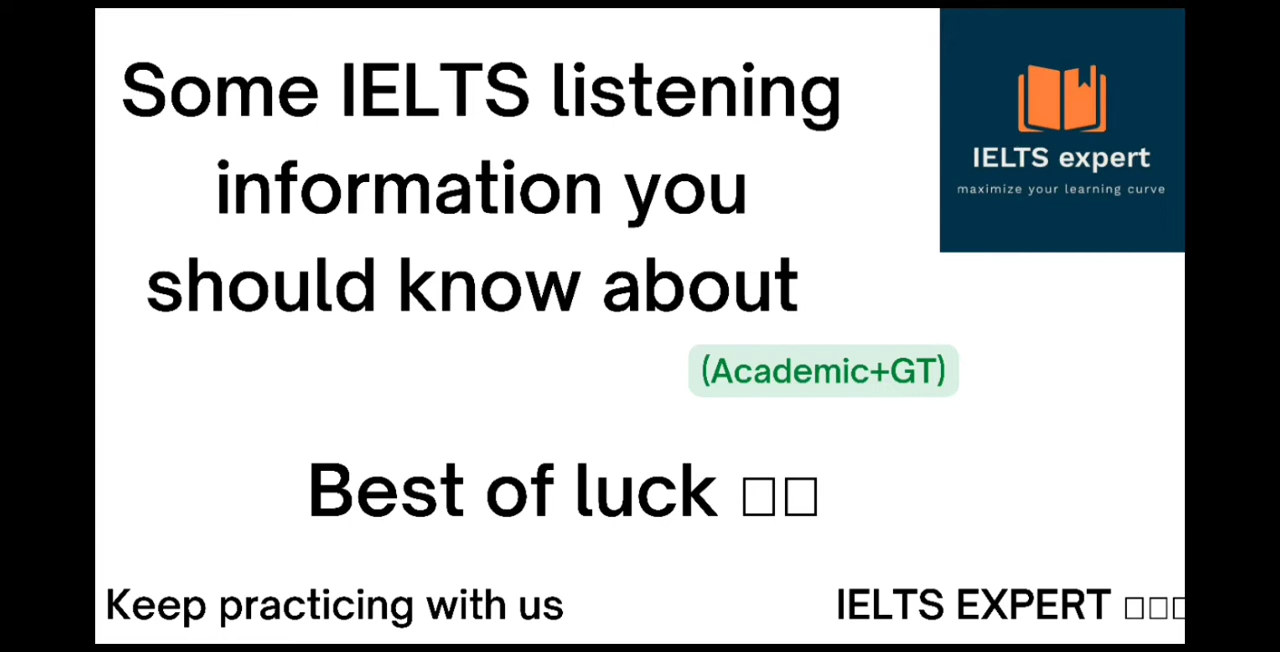 Some IELTS listening
information you
should know about
IELTS expert
maximize your learning curve
(Academic+GT)
Best of luck □□
Keep practicing with us
IELTS EXPERT □□□